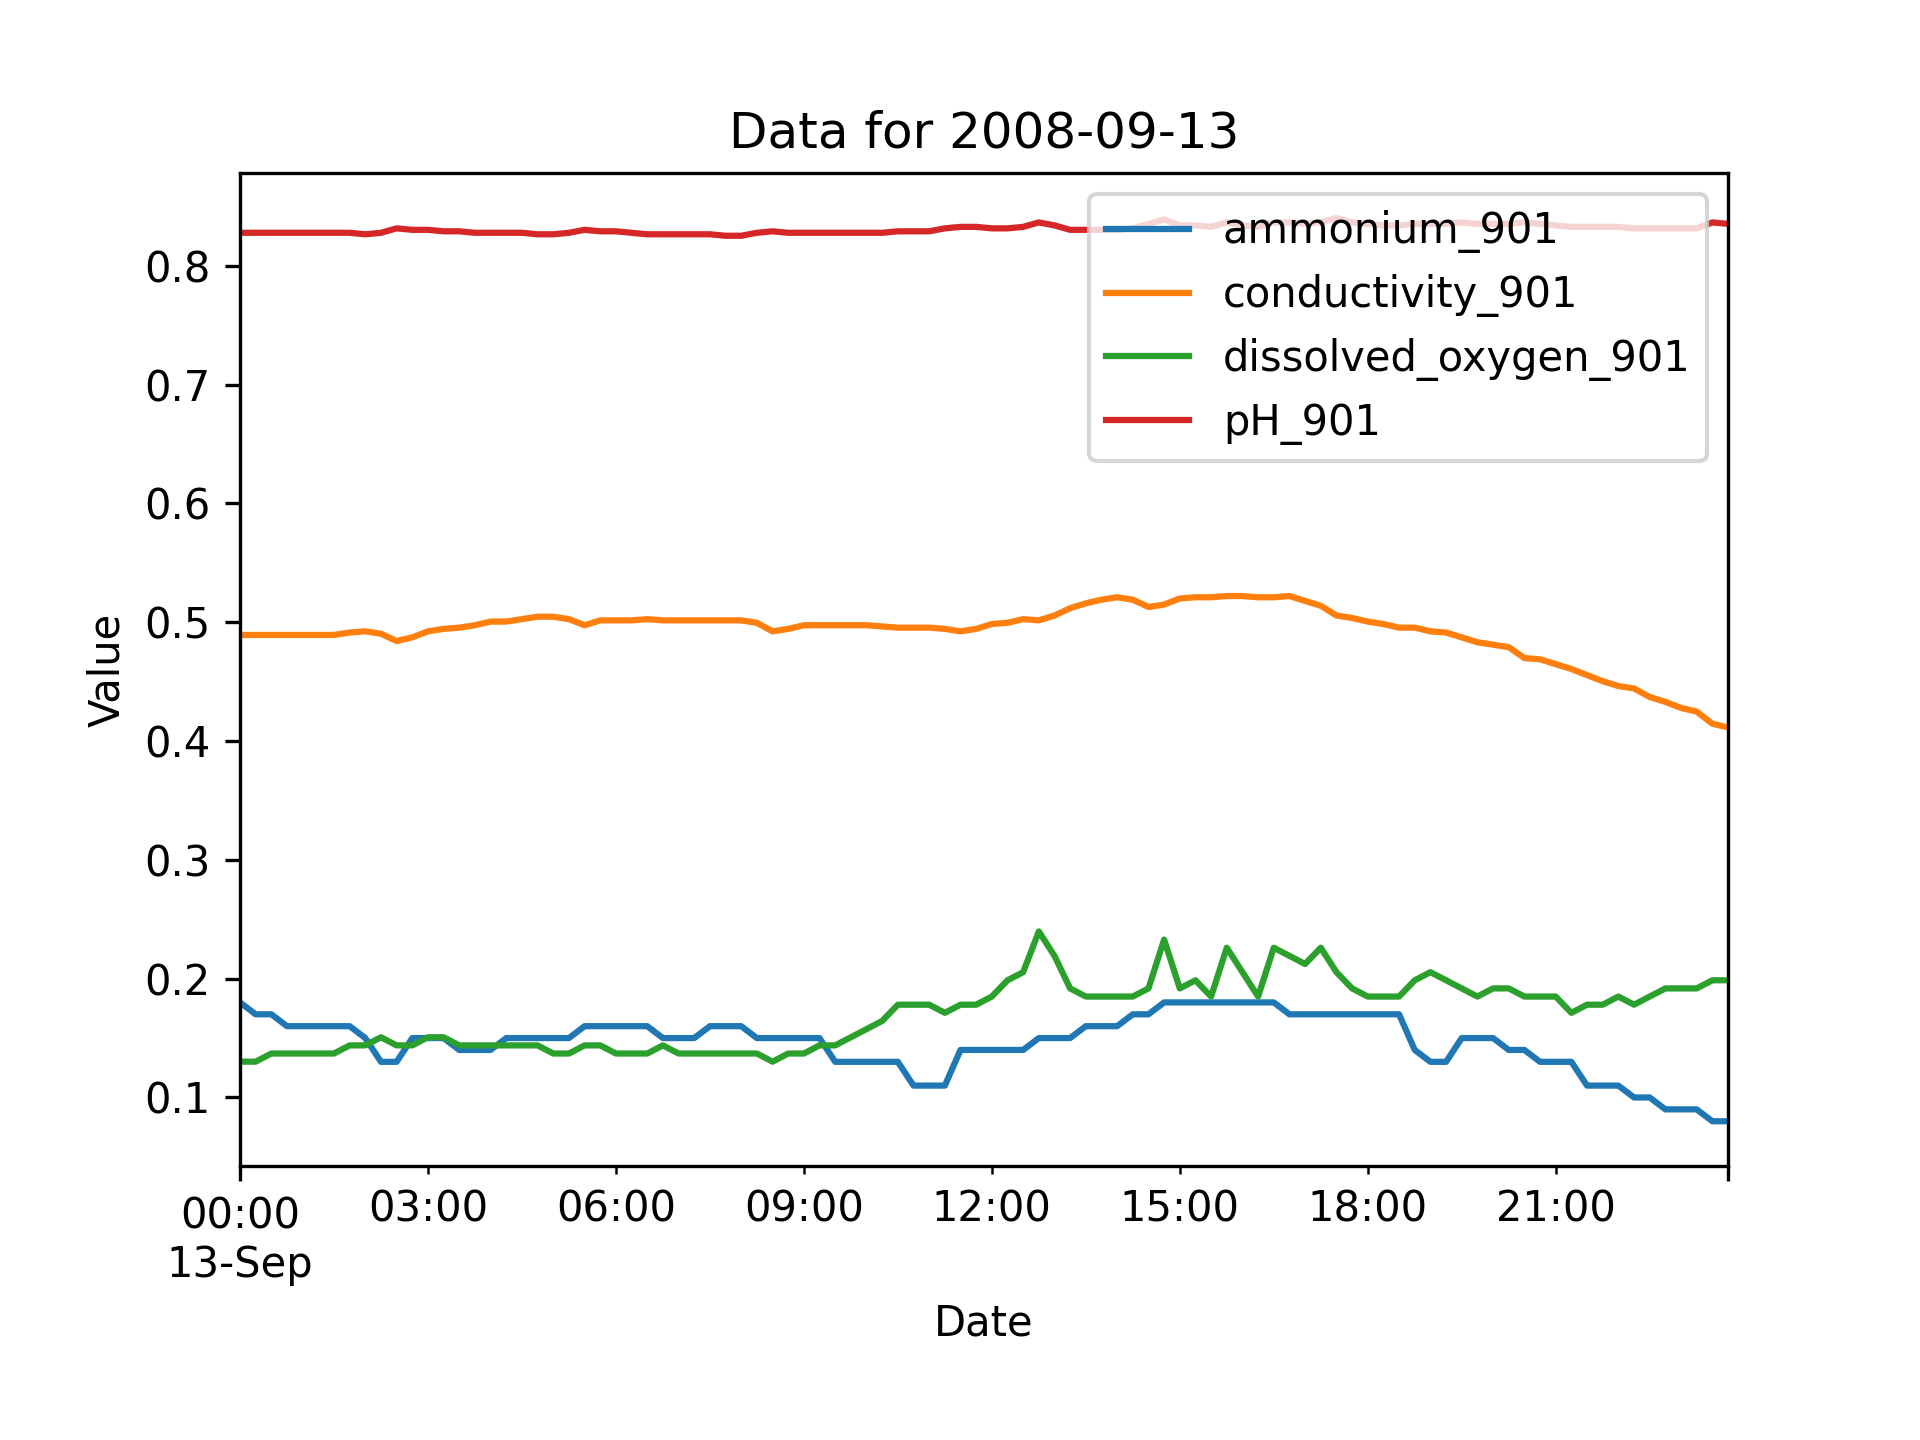 Data for 2008-09-13
ammonium_901
conductivity_901
dissolved_oxygen_901
pH_901
0.8
0.7
0.6
0.5
0.4
0.3
0.2
0.1
Value
00:00 03:00 06:00 09:00 12:00 15:00 18:00 21:00
13-Sep
Date